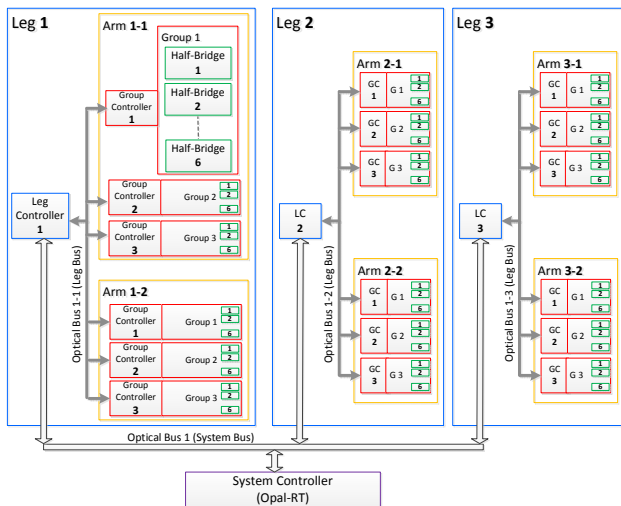 Leg 1
Arm 1-1
Group 1
Half-Bridge
1
Half-Bridge
2
Half-Bridge
6
Group
Controller
1
Group
Controller
2
Group 2
1
2
6
Group
Controller
3
Group 3
1
2
6
Leg
Controller
1
Optical Bus 1-1 (Leg Bus)
Arm 1-2
Group
Controller
1
Group 1
1
2
6
Group
Controller
2
Group 2
1
2
6
Group
Controller
3
Group 3
1
2
6
Leg 2
Arm 2-1
GC
1
G 1
1
2
6
GC
2
G 2
1
2
6
GC
3
G 3
1
2
6
LC
2
Optical Bus 1-2 (Leg Bus)
Arm 2-2
GC
1
G 1
1
2
6
GC
2
G 2
1
2
6
GC
3
G 3
1
2
6
Leg 3
Arm 3-1
GC
1
G 1
1
2
6
GC
2
G 2
1
2
6
GC
3
G 3
1
2
6
LC
3
Optical Bus 1-3 (Leg Bus)
Arm 3-2
GC
1
G 1
1
2
6
GC
2
G 2
1
2
6
GC
3
G 3
1
2
6
Optical Bus 1 (System Bus)
System Controller
(Opal-RT)